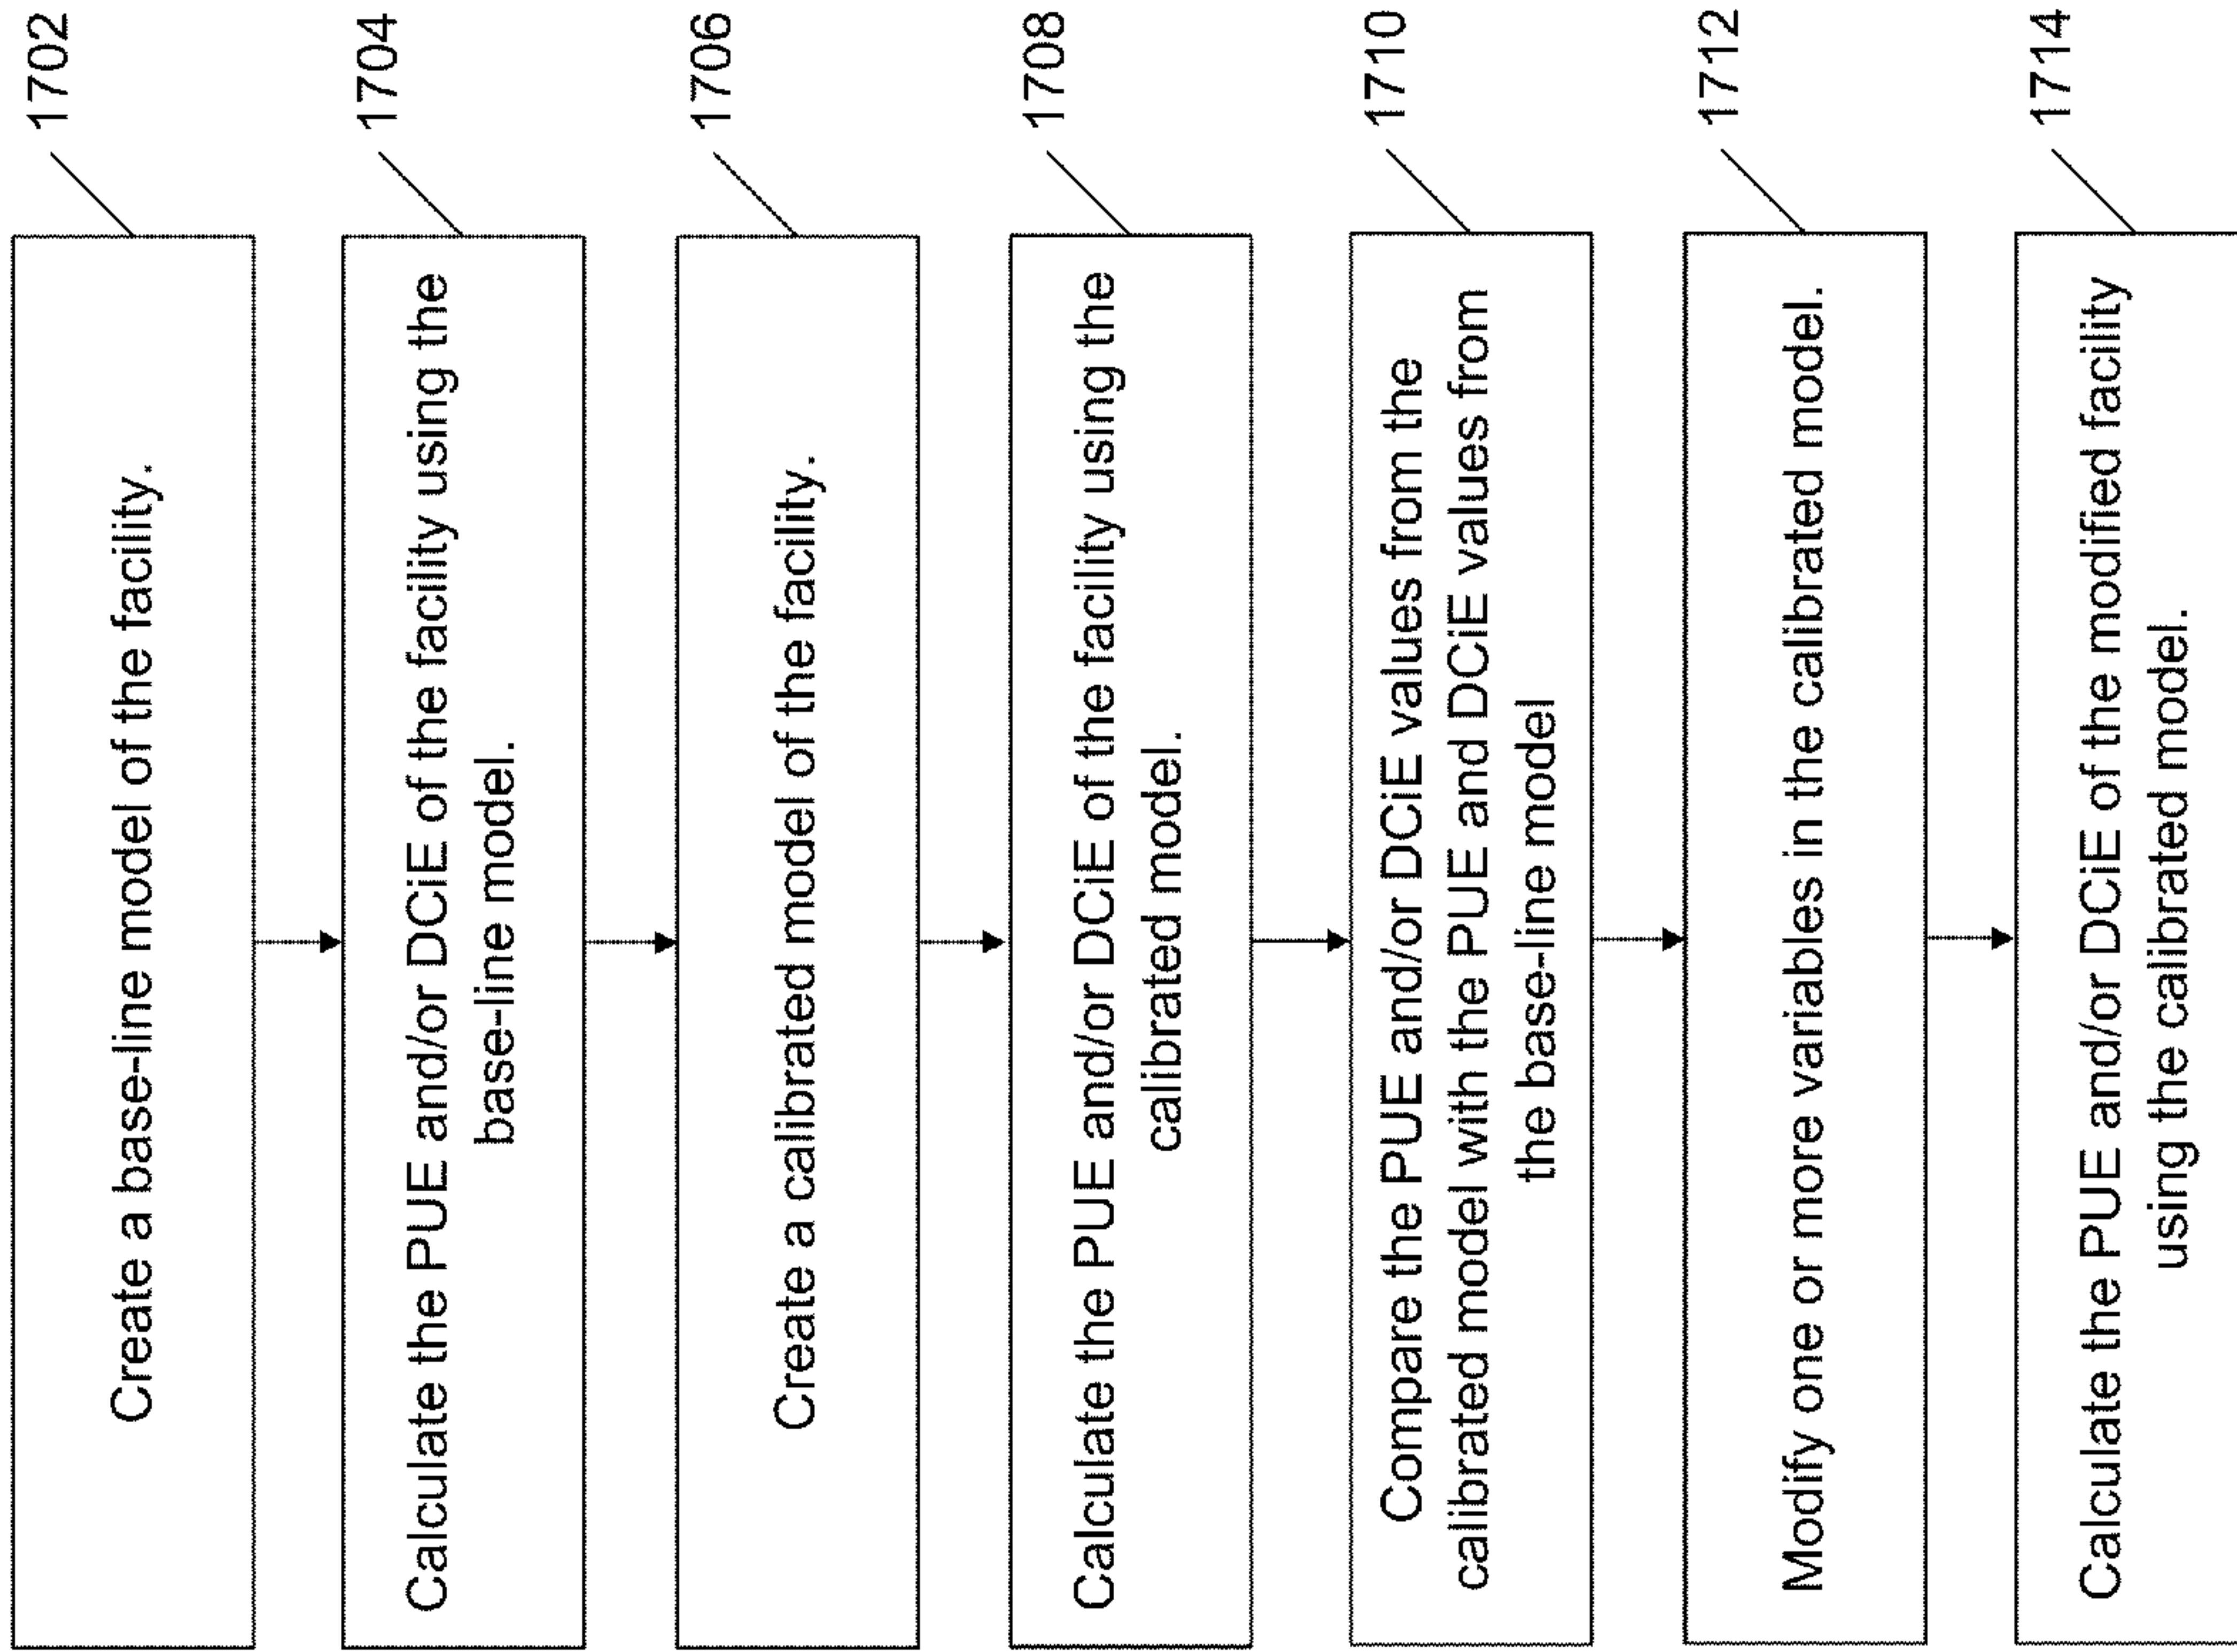 Create a base-line model of the facility.
1702
Calculate the PUE and/or DCiE of the facility using the
base-line model.
1704
Create a calibrated model of the facility.
1706
Calculate the PUE and/or DCiE of the facility using the
calibrated model.
1708
Compare the PUE and/or DCiE values from the
calibrated model with the PUE and DCiE values from
the base-line model
1710
Modify one or more variables in the calibrated model.
1712
Calculate the PUE and/or DCiE of the modified facility
using the calibrated model.
1714